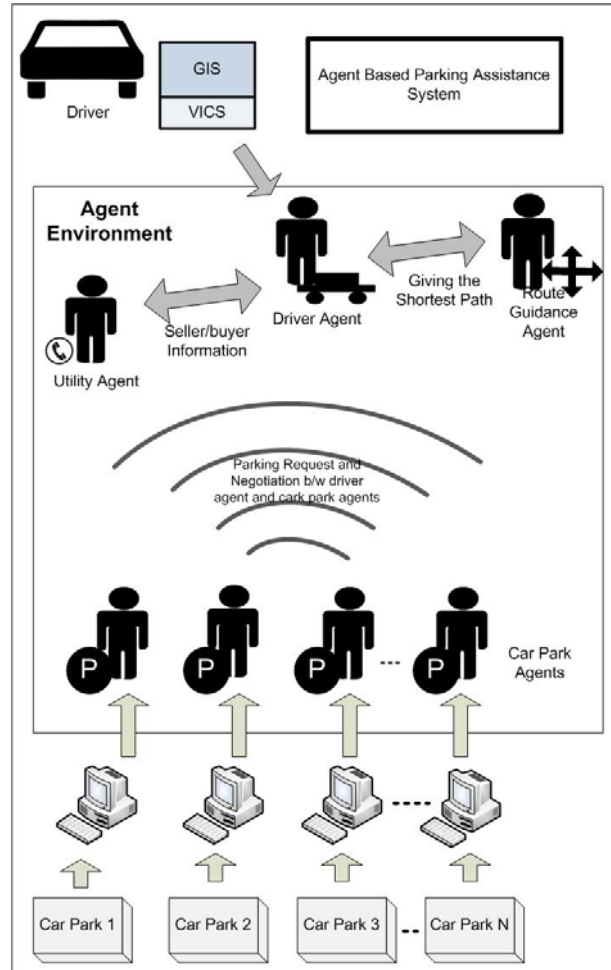 GIS
VICS
Driver
Agent Based Parking Assistance
System
Agent
Environment
Driver Agent
Giving the
Shortest Path
Route
Guidance
Agent
Seller/buyer
Information
Utility Agent
Parking Request and
Negotiation b/w driver
agent and cark park agents
P
P
P
...
P
Car Park
Agents
Car Park 1
Car Park 2
Car Park 3
Car Park N